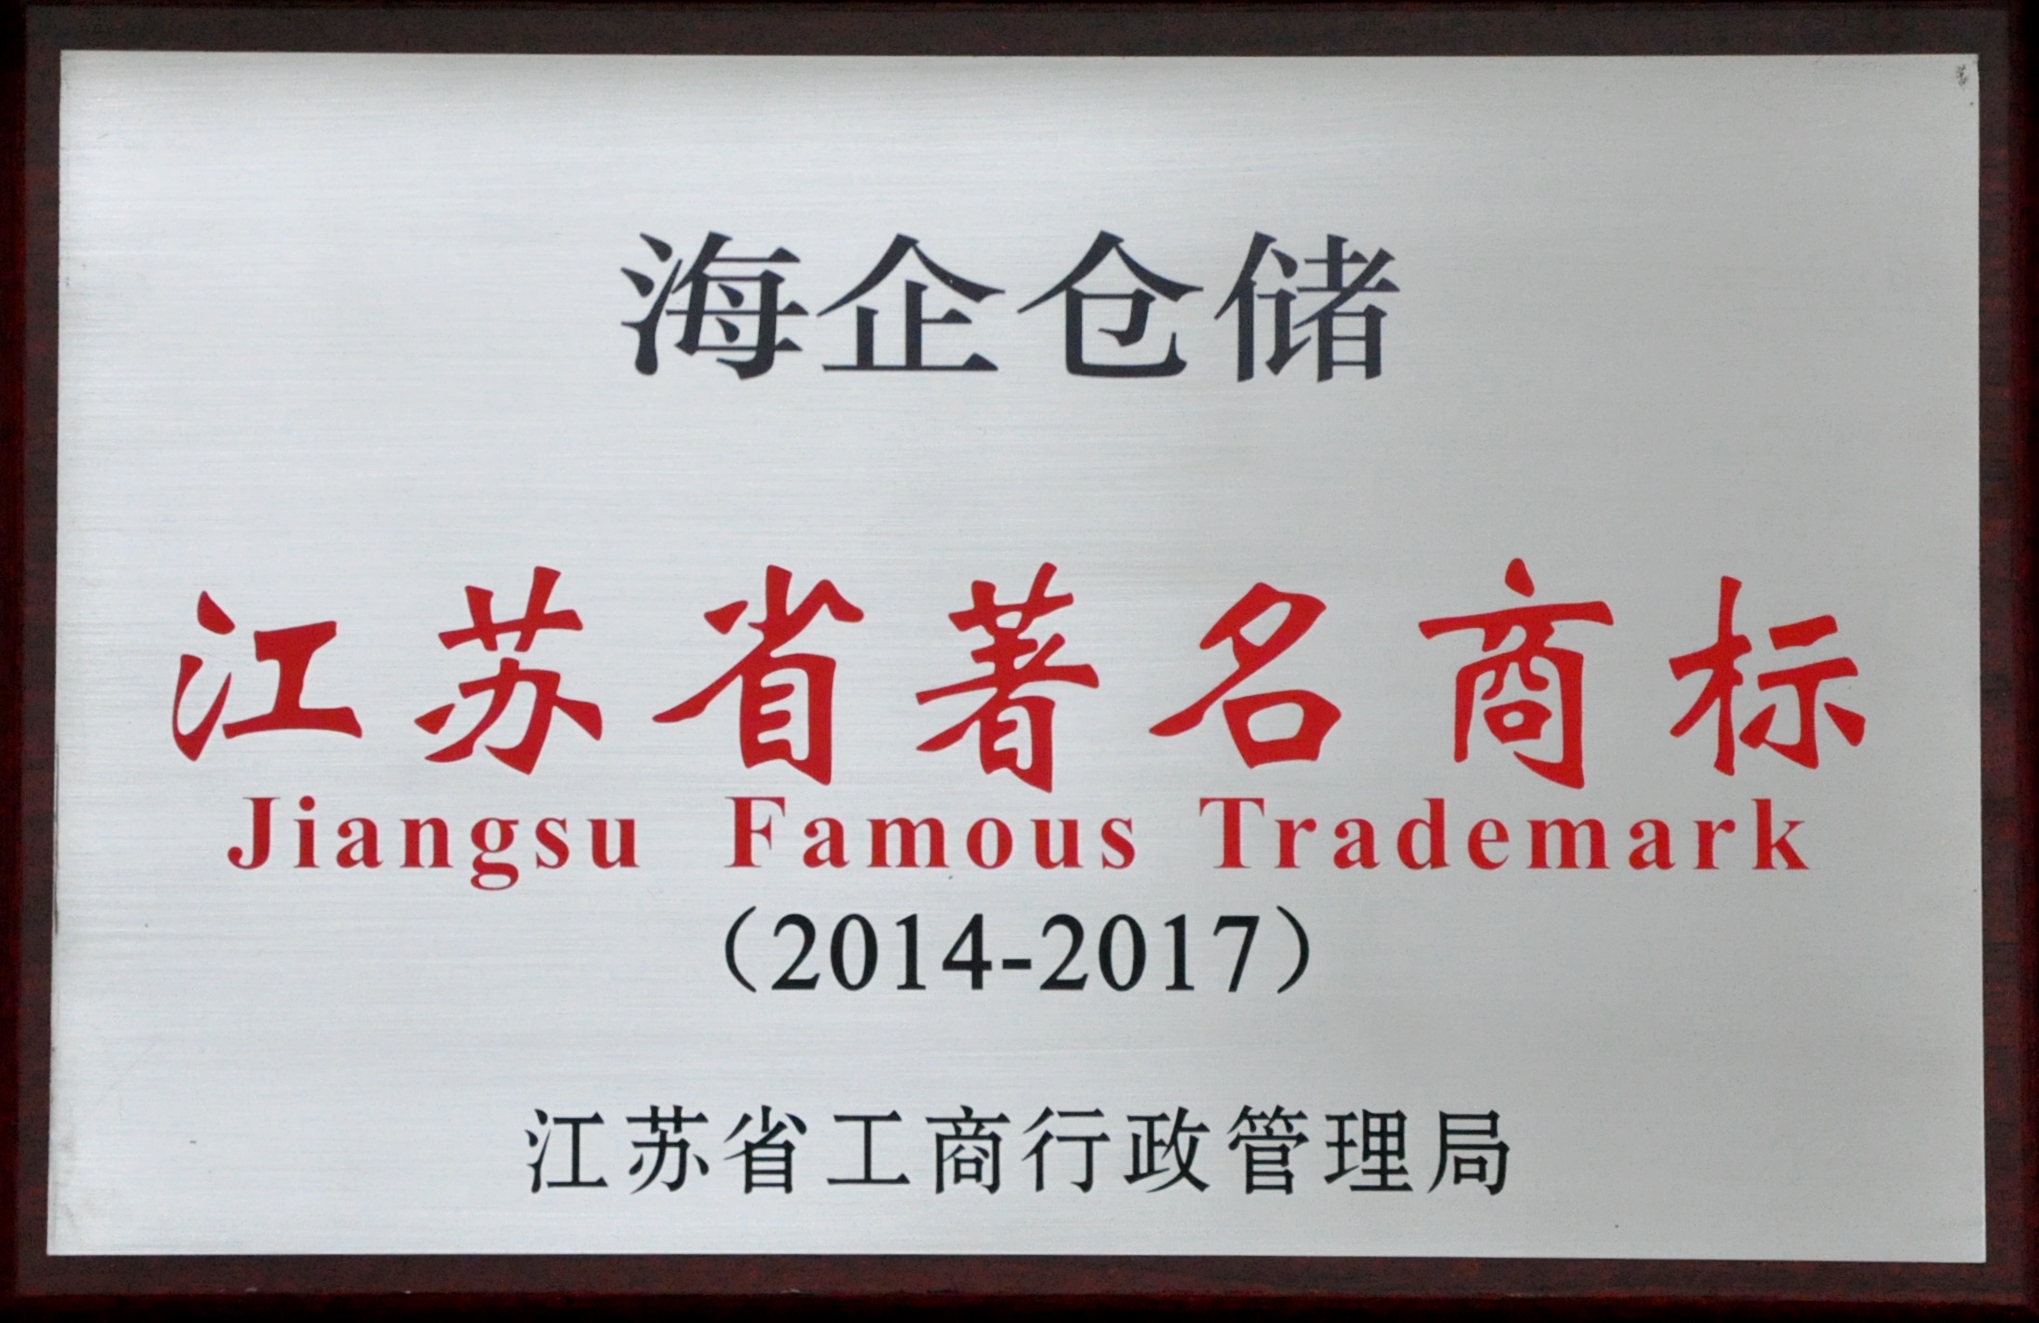 海企仓储
江苏省著名商标
Jiangsu Famous Trademark
（2014-2017）
江苏省工商行政管理局